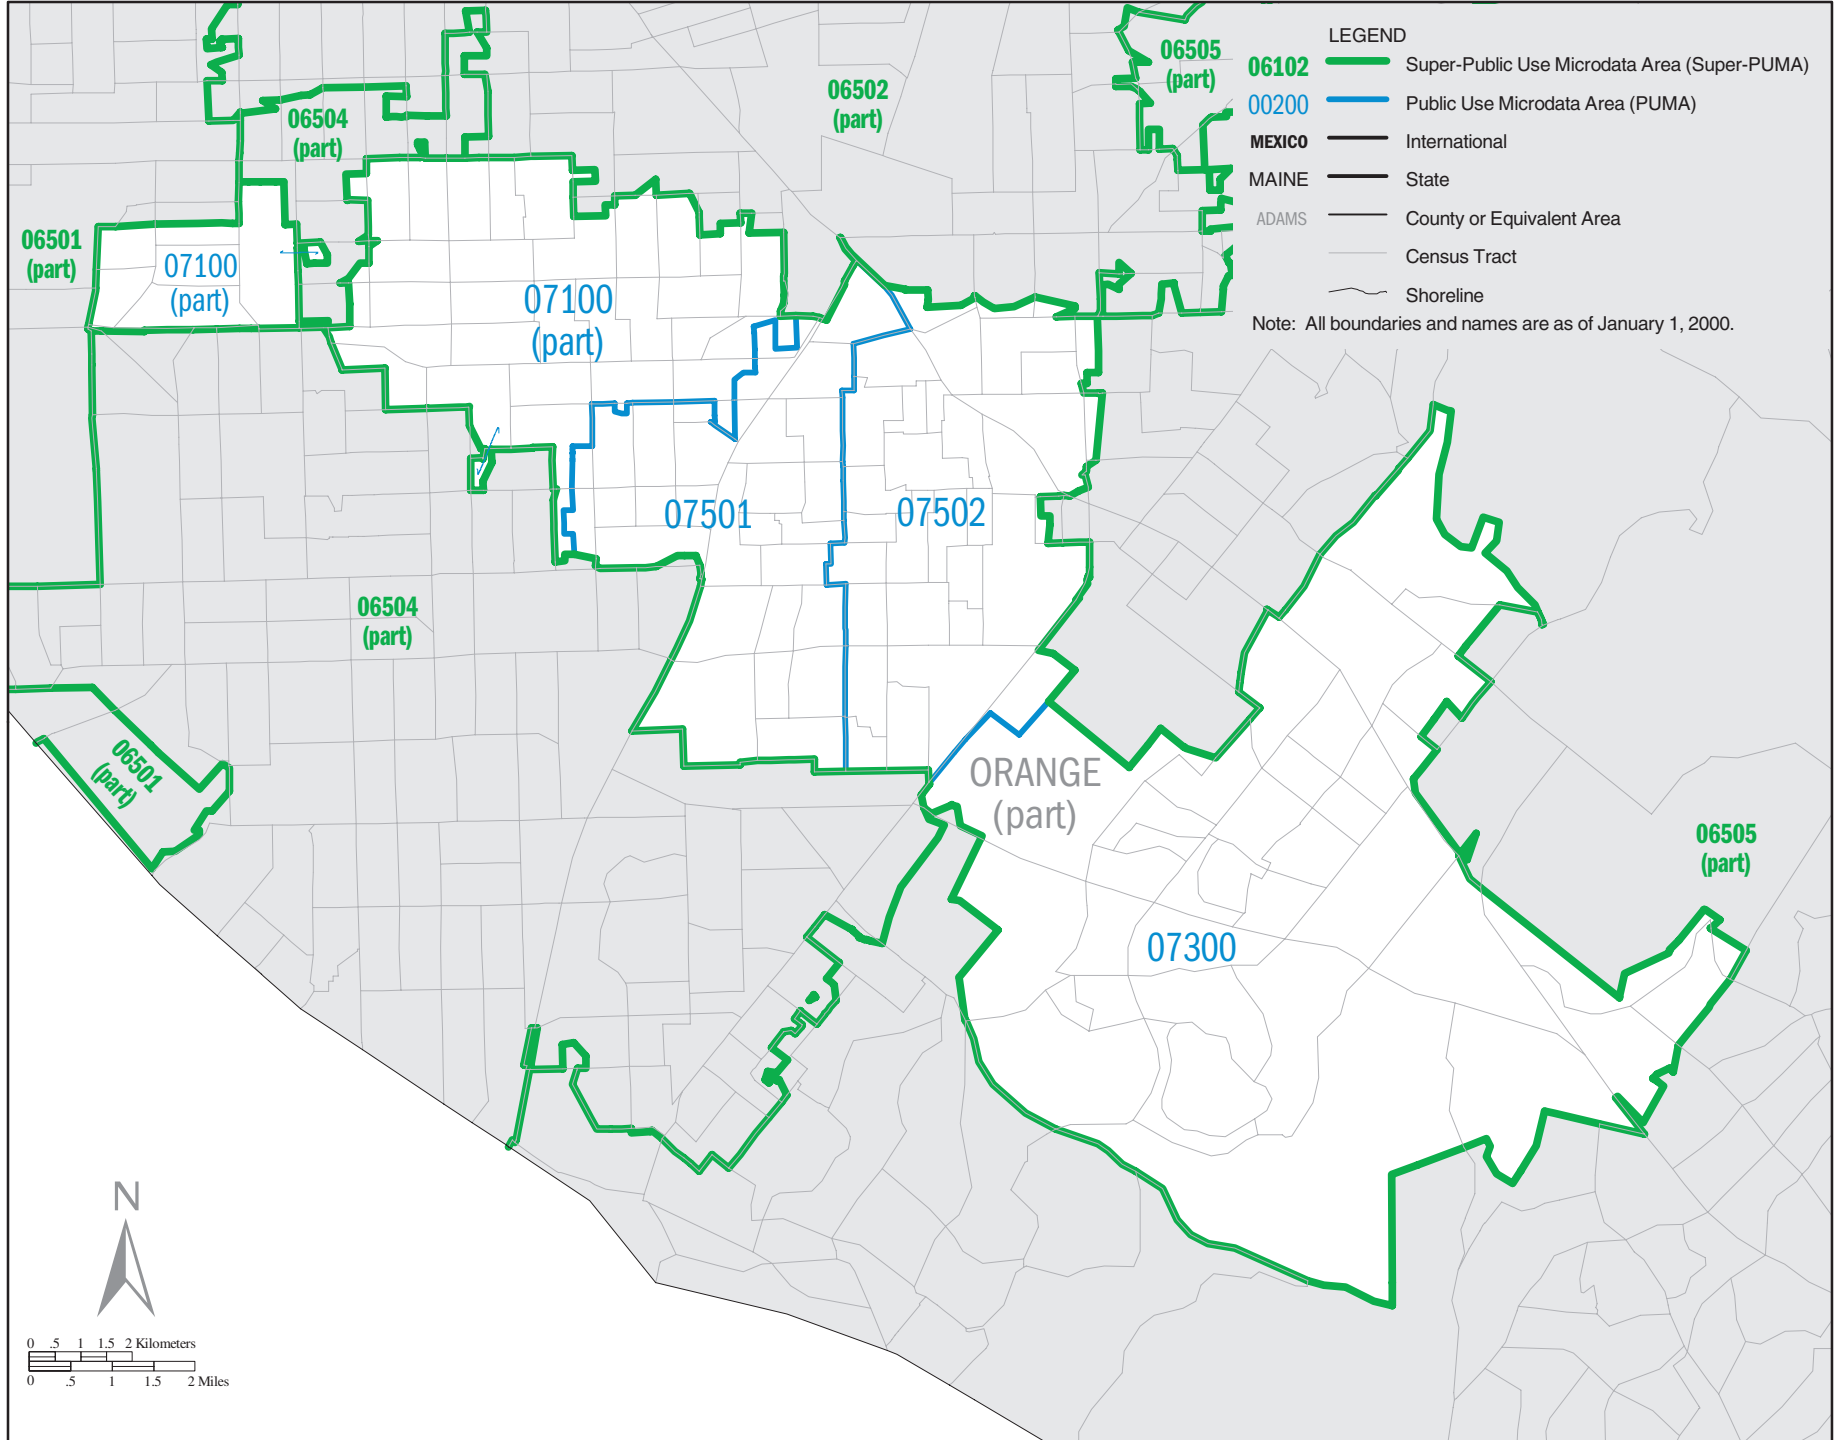 LEGEND
06102 Super-Public Use Microdata Area (Super-PUMA)
00200 Public Use Microdata Area (PUMA)
MEXICO International
MAINE State
ADAMS County or Equivalent Area
Census Tract
Shoreline
Note: All boundaries and names are as of January 1, 2000.
06505
(part)
06502
(part)
06504
(part)
06501
(part)
07100
(part)
07100
(part)
07501
07502
06504
(part)
06501
(part)
ORANGE
(part)
06505
(part)
07300
N
0 .5 1 1.5 2 Kilometers
0 .5 1 1.5 2 Miles